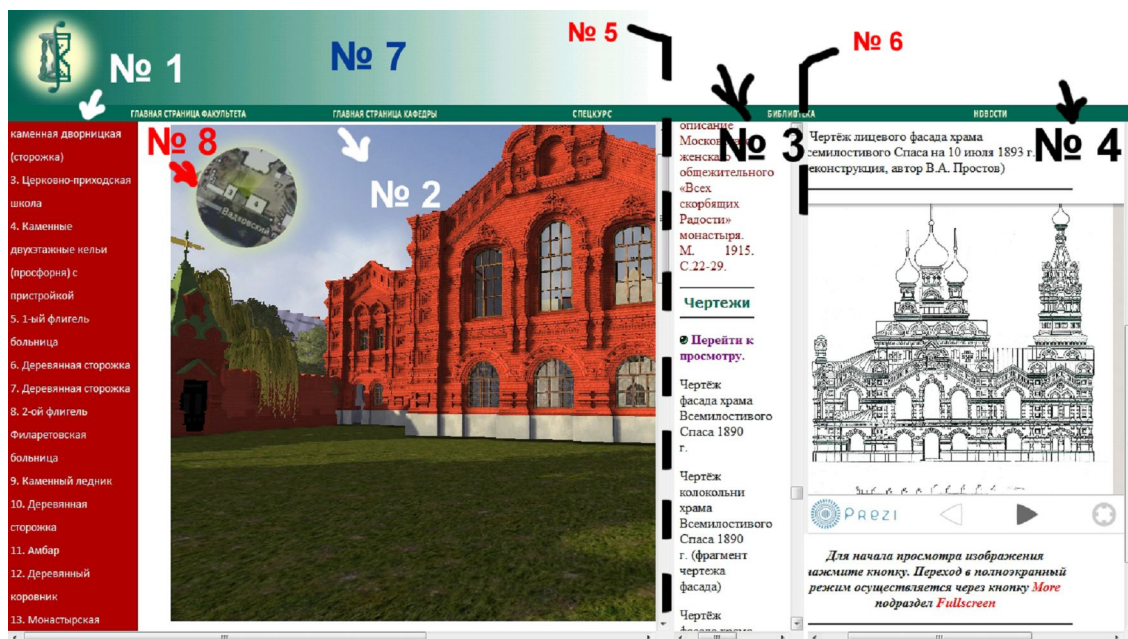 № 1
№ 7
№ 5
№ 6
ГЛАВНАЯ СТРАНИЦА ФАКУЛЬТЕТА
ГЛАВНАЯ СТРАНИЦА КАФЕДРЫ
СПЕЦКУРС
БИБЛИОТЕКА
НОВОСТИ
каменная дворницкая
(сторожка)
3. Церковно-приходская
школа
4. Каменные
двухэтажные кельи
(просфорня) с
пристройкой
5. 1-ый флигель
больница
6. Деревянная сторожка
7. Деревянная сторожка
8. 2-ой флигель
Филаретовская
больница
9. Каменный ледник
10. Деревянная
сторожка
11. Амбар
12. Деревянный
коровник
13. Монастырская
№ 8
Вадковский
№ 2
№ 3
описание
женскаго
общежительного
«Всех
скорбящих
Радости»
монастыря.
М. 1915.
С.22-29.
Чертежи
Перейти к
просмотру.
Чертёж
фасада храма
Всемилостивого
Спаса 1890
г.
Чертёж
колокольни
храма
Всемилостивого
Спаса 1890
г. (фрагмент
чертежа
фасада)
Чертёж
№ 4
Чертёж лицевого фасада храма
семилостивого Спаса на 10 июля 1893 г.
еконструкция, автор В.А. Простов)
PREZI
Для начала просмотра изображения
нажмите кнопку. Переход в полноэкранный
режим осуществляется через кнопку More
подраздел Fullscreen